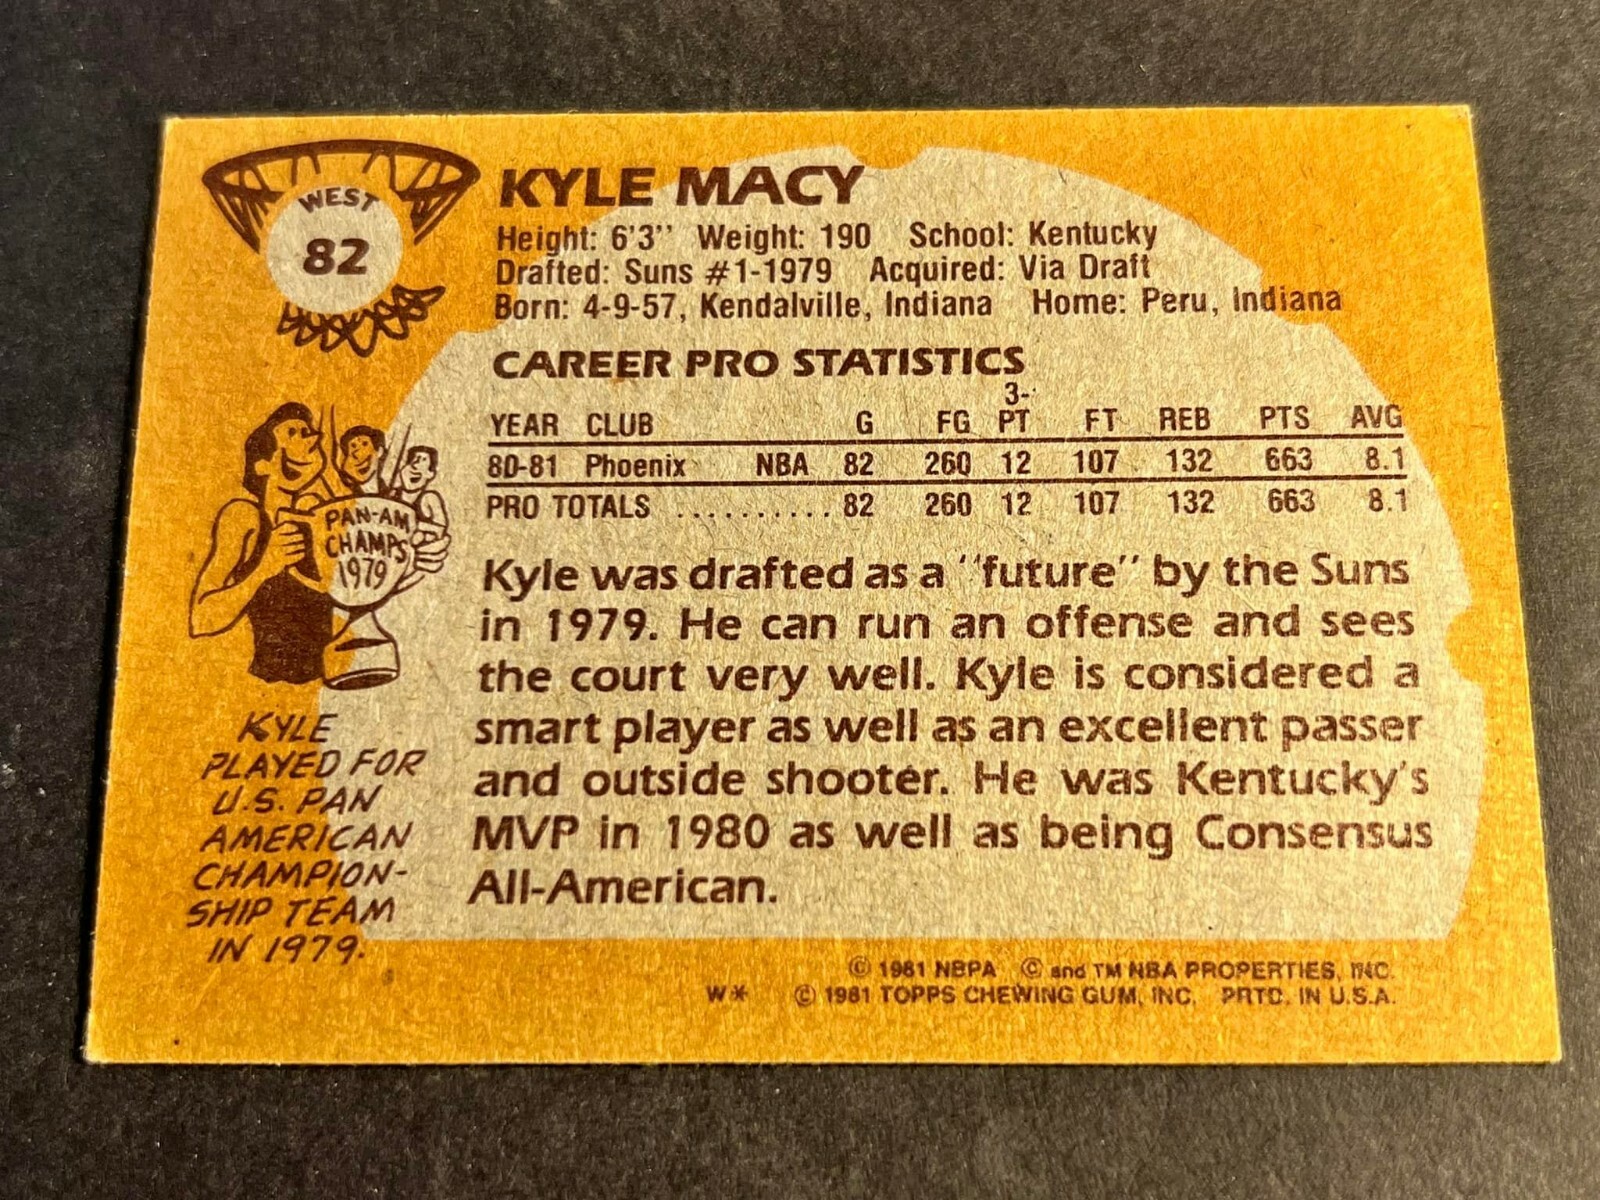 WEST
82
KYLE MACY
Height: 6'3'' Weight: 190 School: Kentucky
Drafted: Suns #1-1979 Acquired: Via Draft
Born: 4-9-57, Kendalville, Indiana Home: Peru, Indiana
CAREER PRO STATISTICS
YEAR CLUB G FG 3-PT FT REB PTS AVG
80-81 Phoenix NBA 82 260 12 107 132 663 8.1
PRO TOTALS .......... 82 260 12 107 132 663 8.1
PAN-AM
CHAMPS
1979
KYLE
PLAYED FOR
U.S. PAN
AMERICAN
CHAMPION-
SHIP TEAM
IN 1979.
Kyle was drafted as a ''future'' by the Suns
in 1979. He can run an offense and sees
the court very well. Kyle is considered a
smart player as well as an excellent passer
and outside shooter. He was Kentucky's
MVP in 1980 as well as being Consensus
All-American.
© 1981 NBPA © and TM NBA PROPERTIES, INC.
W* © 1981 TOPPS CHEWING GUM, INC. PRTD. IN U.S.A.